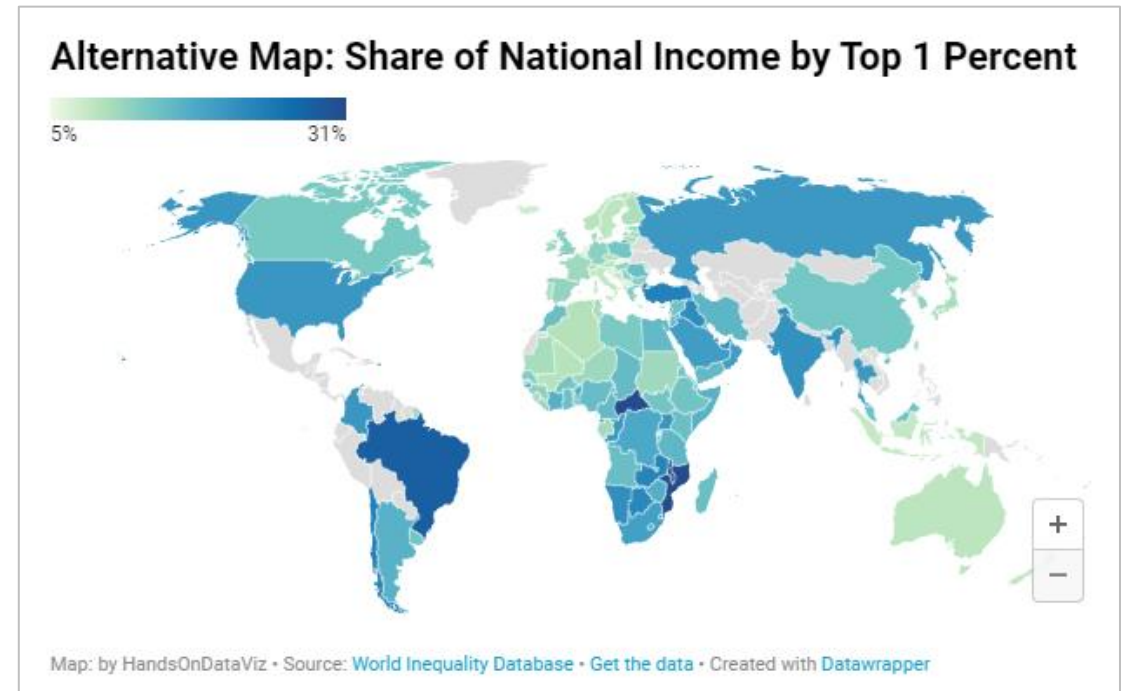 Alternative Map: Share of National Income by Top 1 Percent
5% 31%
+
−
Map: by HandsOnDataViz • Source: World Inequality Database • Get the data • Created with Datawrapper